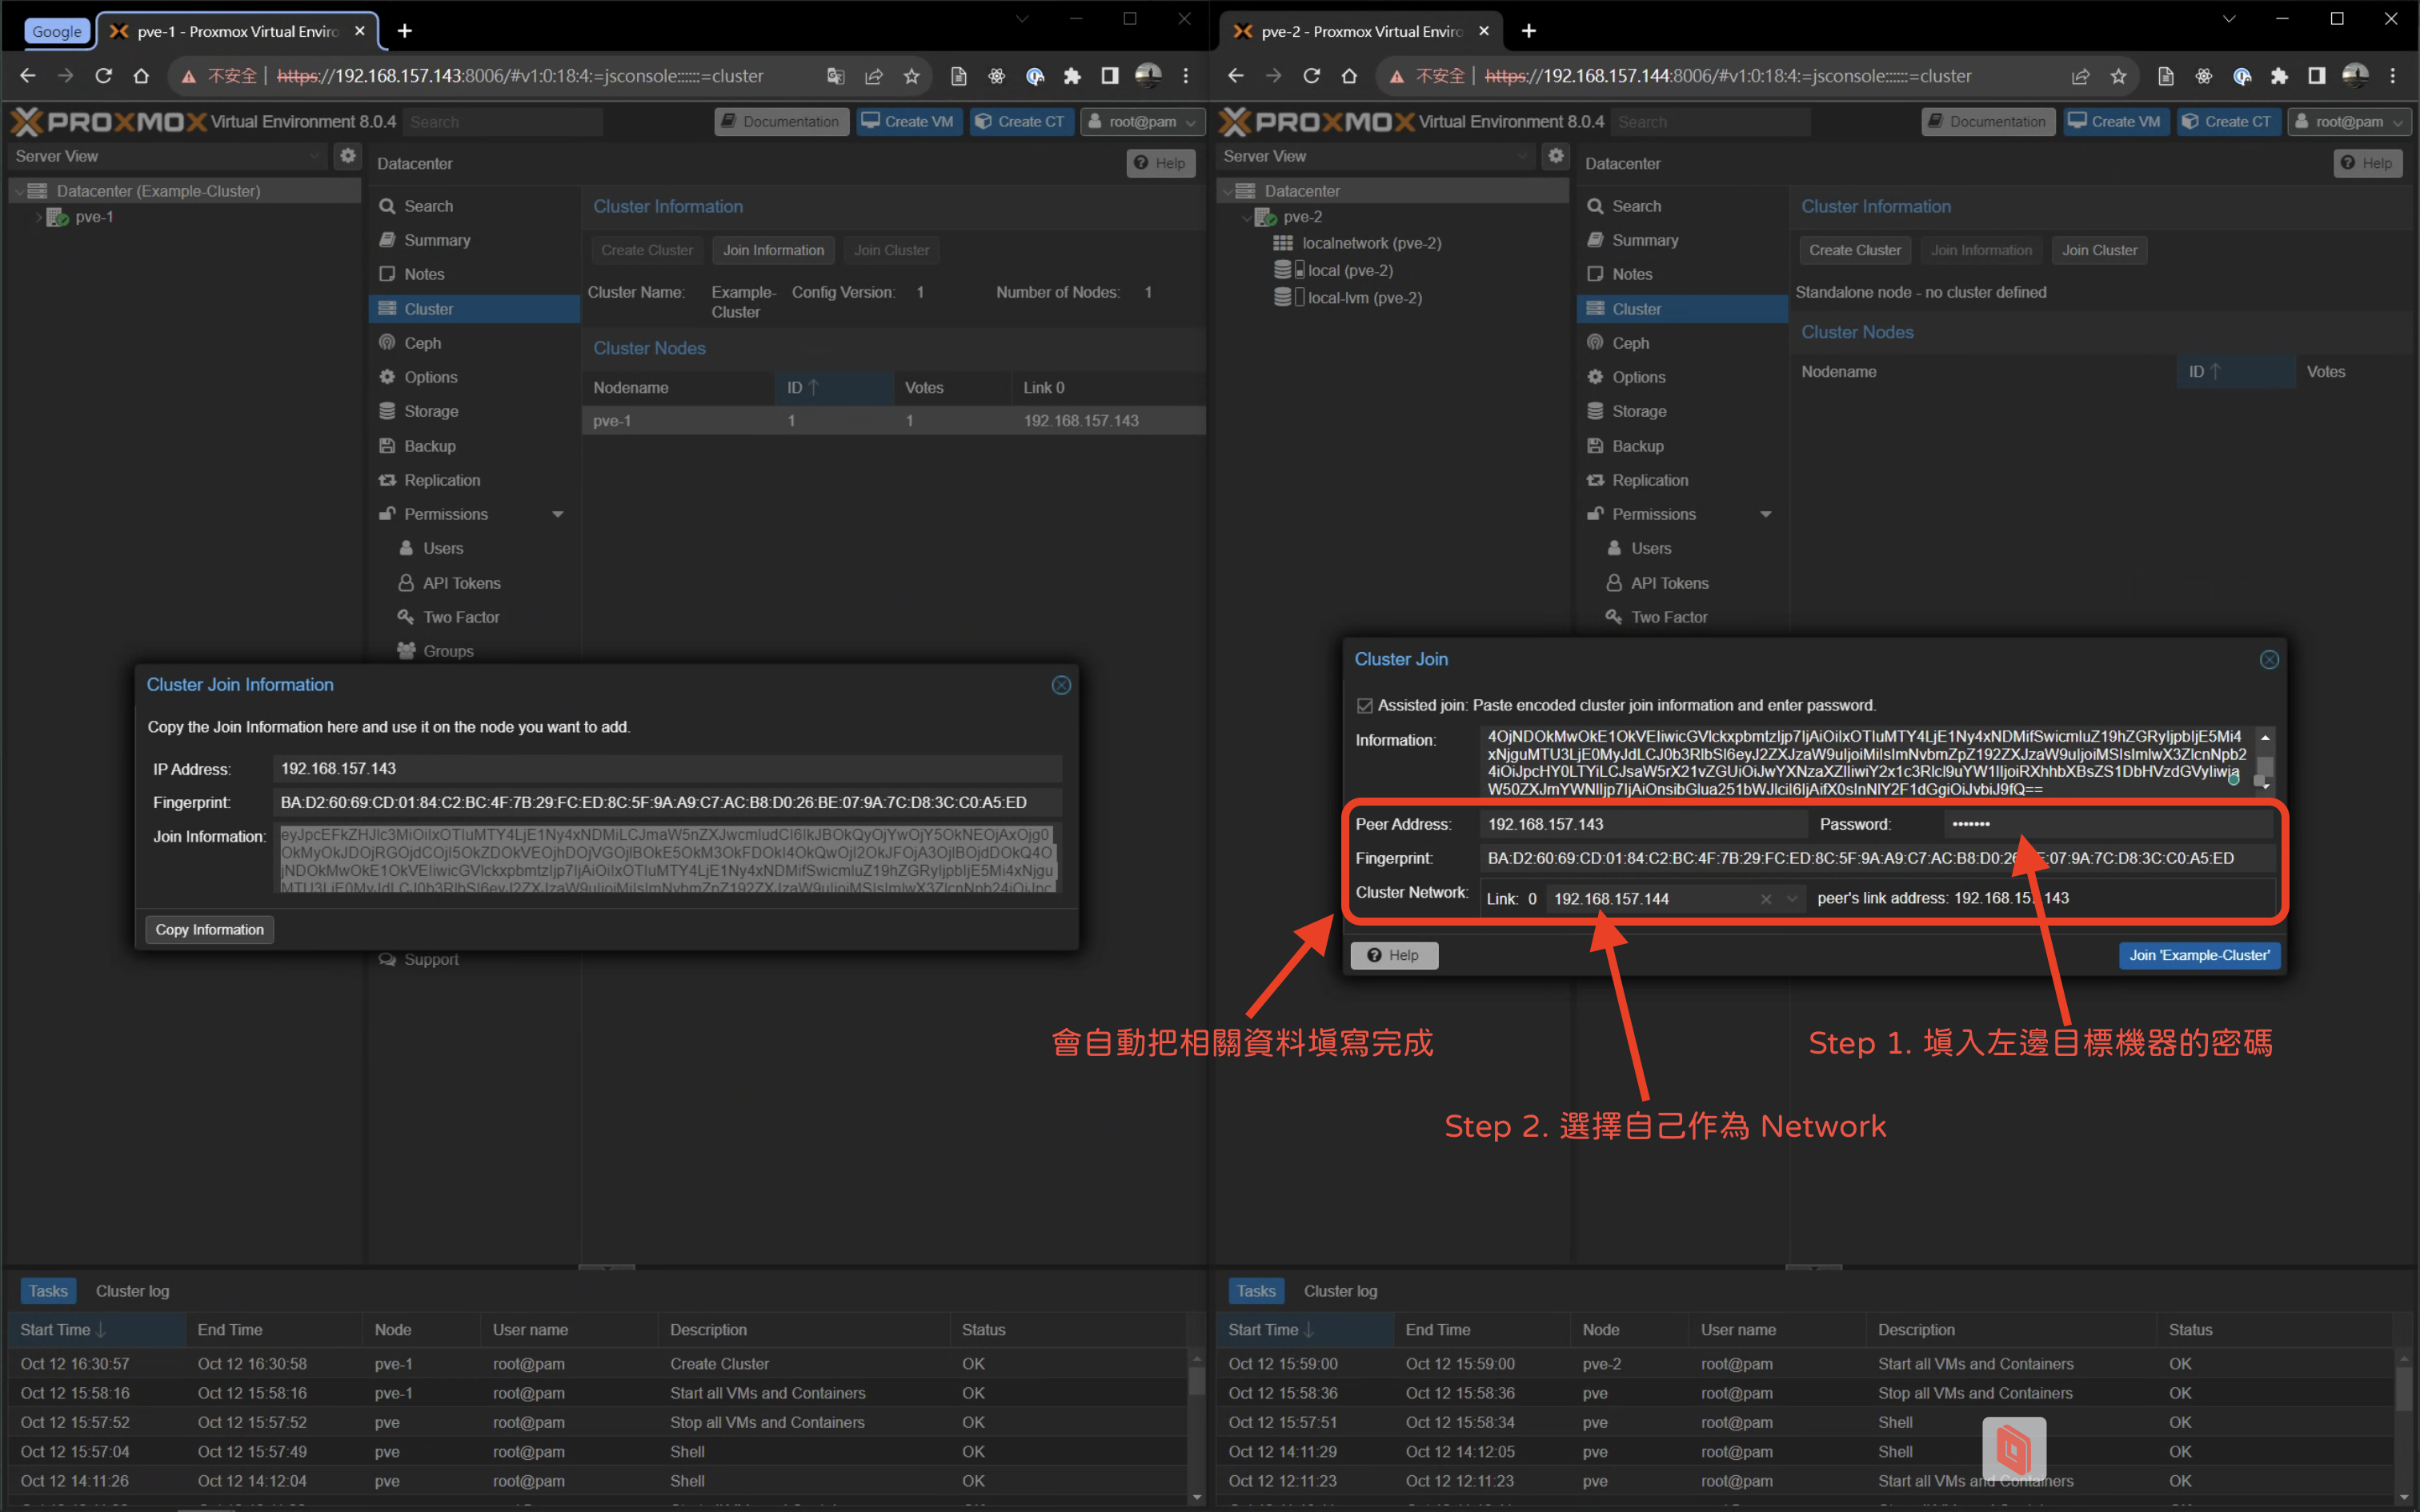 Google
pve-1 - Proxmox Virtual Enviro
不安全
https://192.168.157.143:8006/#v1:0:18:4:=jsconsole::::::=cluster
PROXMOX Virtual Environment 8.0.4
Search
Documentation
Create VM
Create CT
root@pam
Server View
Datacenter (Example-Cluster)
pve-1
Datacenter
Help
Search
Summary
Notes
Cluster
Ceph
Options
Storage
Backup
Replication
Permissions
Users
API Tokens
Two Factor
Groups
Support
Cluster Information
Create Cluster
Join Information
Join Cluster
Cluster Name: Example-Cluster Config Version: 1 Number of Nodes: 1
Cluster Nodes
Nodename ID Votes Link 0
pve-1 1 1 192.168.157.143
Cluster Join Information
Copy the Join Information here and use it on the node you want to add.
IP Address: 192.168.157.143
Fingerprint: BA:D2:60:69:CD:01:84:C2:BC:4F:7B:29:FC:ED:8C:5F:9A:A9:C7:AC:B8:D0:26:BE:07:9A:7C:D8:3C:C0:A5:ED
Join Information:
Copy Information
Tasks
Cluster log
Start Time End Time Node User name Description Status
Oct 12 16:30:57 Oct 12 16:30:58 pve-1 root@pam Create Cluster OK
Oct 12 15:58:16 Oct 12 15:58:16 pve-1 root@pam Start all VMs and Containers OK
Oct 12 15:57:52 Oct 12 15:57:52 pve root@pam Stop all VMs and Containers OK
Oct 12 15:57:04 Oct 12 15:57:49 pve root@pam Shell OK
Oct 12 14:11:26 Oct 12 14:12:04 pve root@pam Shell OK
pve-2 - Proxmox Virtual Enviro
不安全
https://192.168.157.144:8006/#v1:0:18:4:=jsconsole::::::=cluster
PROXMOX Virtual Environment 8.0.4
Search
Documentation
Create VM
Create CT
root@pam
Server View
Datacenter
pve-2
localnetwork (pve-2)
local (pve-2)
local-lvm (pve-2)
Datacenter
Help
Search
Summary
Notes
Cluster
Ceph
Options
Storage
Backup
Replication
Permissions
Users
API Tokens
Two Factor
Cluster Information
Create Cluster
Join Information
Join Cluster
Standalone node - no cluster defined
Cluster Nodes
Nodename ID Votes
Cluster Join
Assisted join: Paste encoded cluster join information and enter password.
Information:
Peer Address: 192.168.157.143 Password: •••••••
Fingerprint: BA:D2:60:69:CD:01:84:C2:BC:4F:7B:29:FC:ED:8C:5F:9A:A9:C7:AC:B8:D0:26 07:9A:7C:D8:3C:C0:A5:ED
Cluster Network: Link: 0 192.168.157.144 peer's link address: 192.168.157.143
Help
Join 'Example-Cluster'
會自動把相關資料填寫完成
Step 1. 填入左邊目標機器的密碼
Step 2. 選擇自己作為 Network
Tasks
Cluster log
Start Time End Time Node User name Description Status
Oct 12 15:59:00 Oct 12 15:59:00 pve-2 root@pam Start all VMs and Containers OK
Oct 12 15:58:36 Oct 12 15:58:36 pve root@pam Stop all VMs and Containers OK
Oct 12 15:57:51 Oct 12 15:58:34 pve root@pam Shell OK
Oct 12 14:11:29 Oct 12 14:12:05 pve root@pam Shell OK
Oct 12 12:11:23 Oct 12 12:11:23 pve root@pam Start all VMs and Containers OK